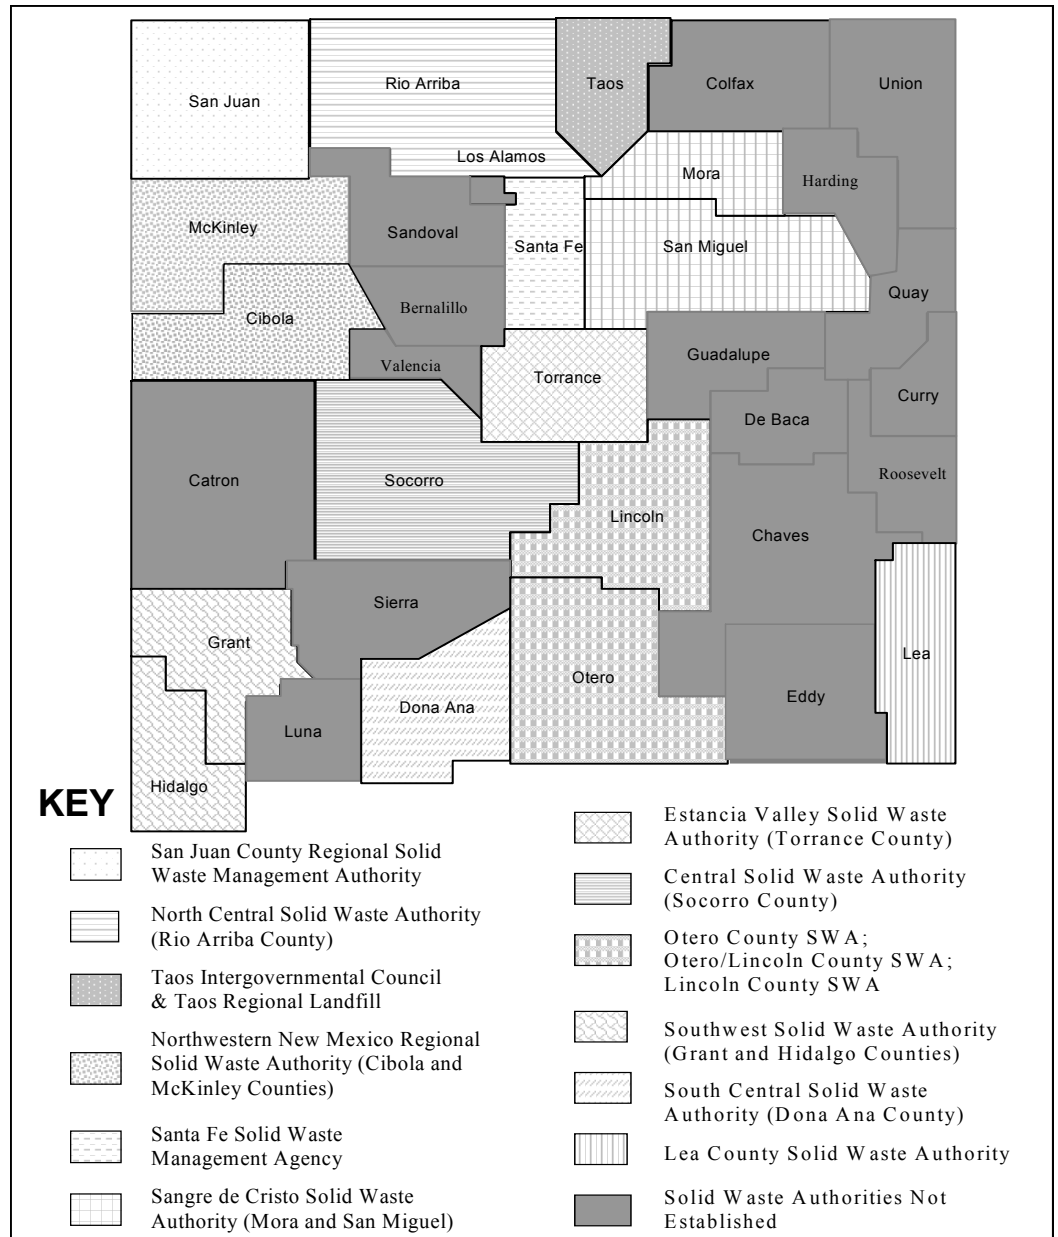 San Juan
Rio Arriba
Taos
Colfax
Union
Los Alamos
Mora
Harding
McKinley
Sandoval
Santa Fe
San Miguel
Quay
Cibola
Bernalillo
Valencia
Torrance
Guadalupe
Curry
De Baca
Catron
Socorro
Roosevelt
Lincoln
Chaves
Sierra
Grant
Lea
Otero
Eddy
Dona Ana
Luna
Hidalgo
KEY
San Juan County Regional Solid
Waste Management Authority
North Central Solid Waste Authority
(Rio Arriba County)
Taos Intergovernmental Council
& Taos Regional Landfill
Northwestern New Mexico Regional
Solid Waste Authority (Cibola and
McKinley Counties)
Santa Fe Solid Waste
Management Agency
Sangre de Cristo Solid Waste
Authority (Mora and San Miguel)
Estancia Valley Solid Waste
Authority (Torrance County)
Central Solid Waste Authority
(Socorro County)
Otero County SWA;
Otero/Lincoln County SWA;
Lincoln County SWA
Southwest Solid Waste Authority
(Grant and Hidalgo Counties)
South Central Solid Waste
Authority (Dona Ana County)
Lea County Solid Waste Authority
Solid Waste Authorities Not
Established